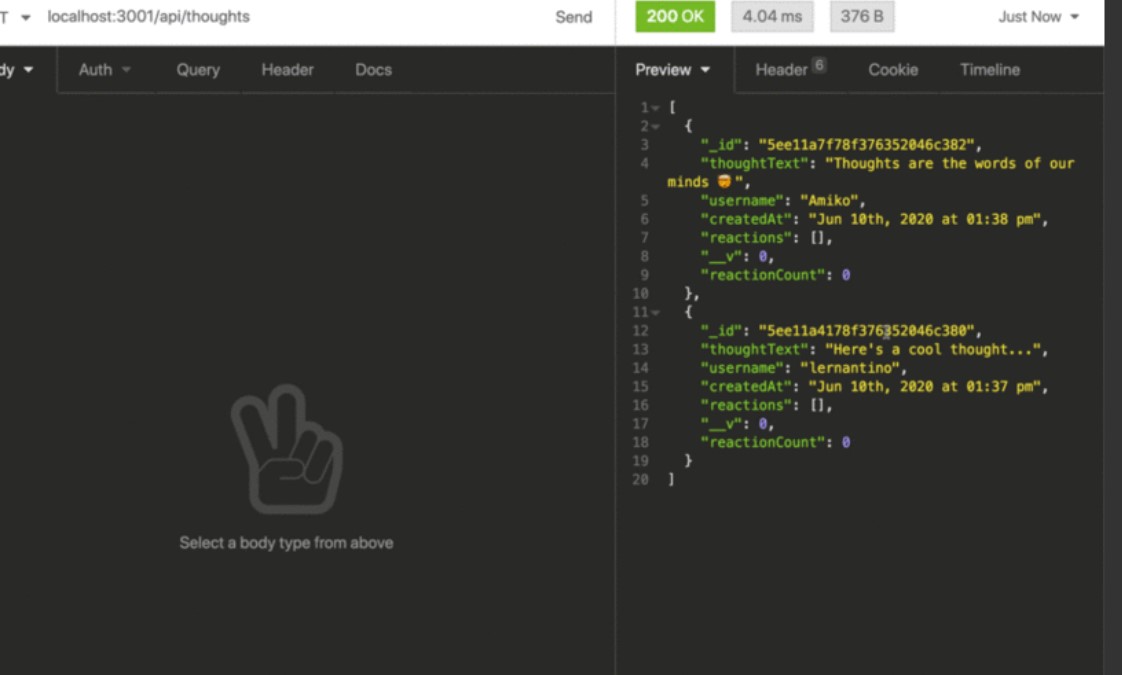 T localhost:3001/api/thoughts Send 200 OK 4.04 ms 376 B Just Now
dy Auth Query Header Docs Preview Header 6 Cookie Timeline
1 [
2 {
3 "_id": "5ee11a7f78f376352046c382",
4 "thoughtText": "Thoughts are the words of our
minds 🤯",
5 "username": "Amiko",
6 "createdAt": "Jun 10th, 2020 at 01:38 pm",
7 "reactions": [],
8 "__v": 0,
9 "reactionCount": 0
10 },
11 {
12 "_id": "5ee11a4178f376352046c380",
13 "thoughtText": "Here's a cool thought...",
14 "username": "lernantino",
15 "createdAt": "Jun 10th, 2020 at 01:37 pm",
16 "reactions": [],
17 "__v": 0,
18 "reactionCount": 0
19 }
20 ]
Select a body type from above